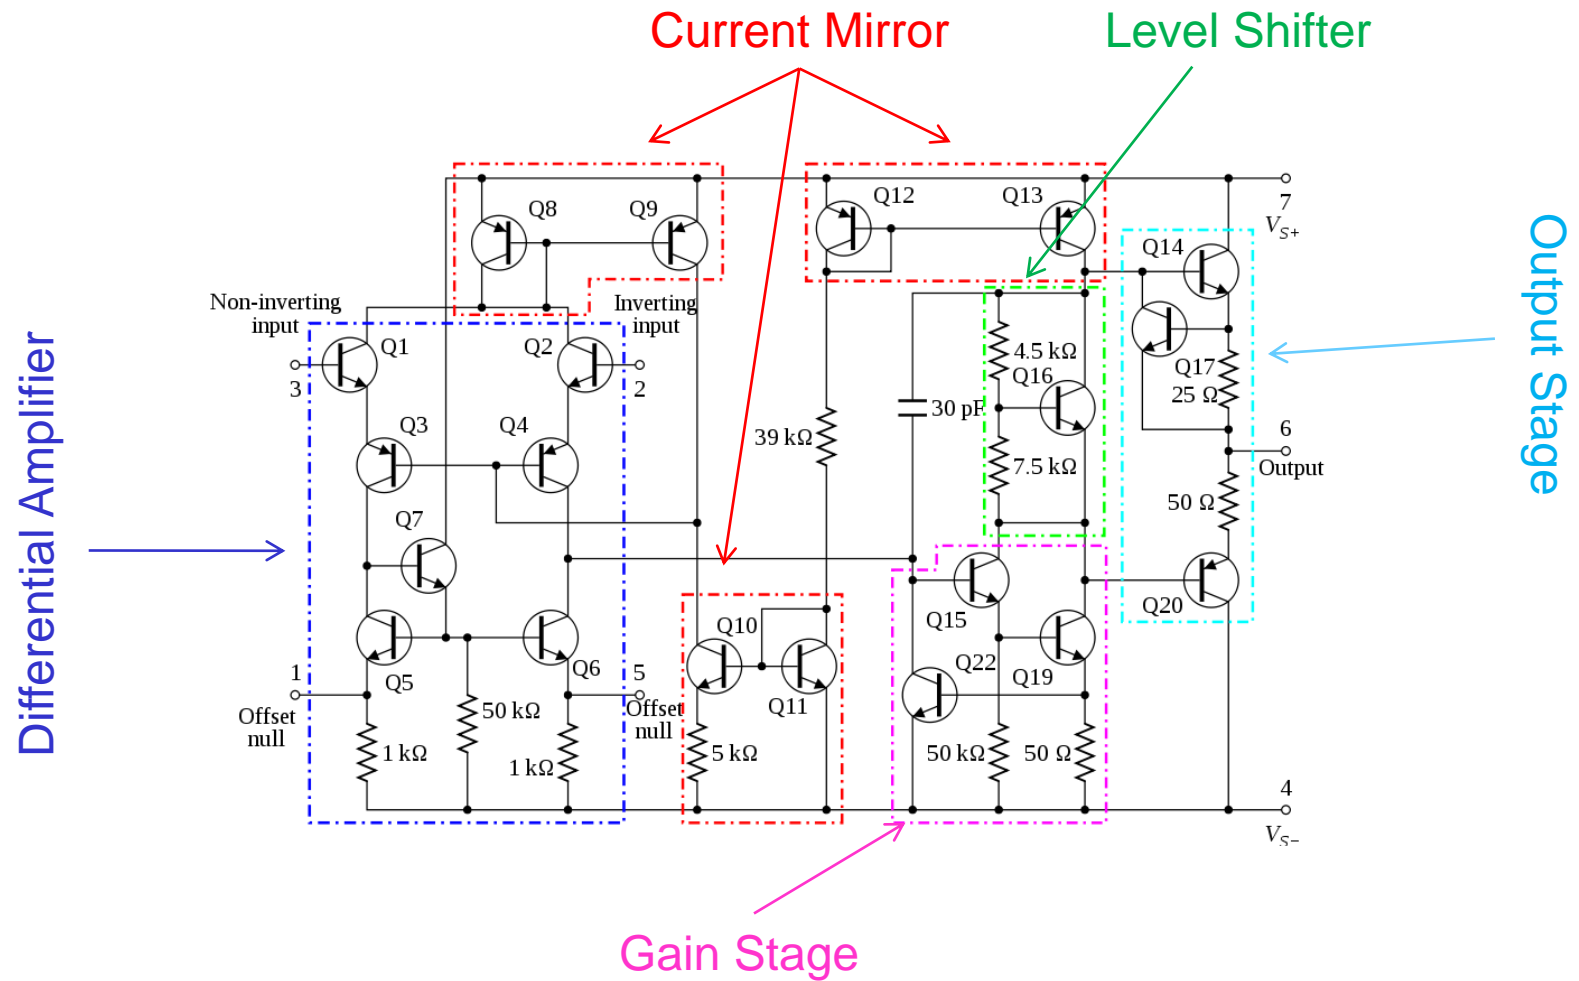 Current Mirror
Level Shifter
Q8
Q9
Q12
Q13
7
V_{S+}
Q14
Non-inverting
input
Inverting
input
Q1
Q2
3
2
4.5 kΩ
Q16
Q17
25 Ω
30 pF
Q3
Q4
39 kΩ
7.5 kΩ
6
Output
50 Ω
Q7
Q15
Q20
Q10
Q5
Q6
Q22
Q19
1
5
Offset
null
Offset
null
Q11
50 kΩ
1 kΩ
1 kΩ
5 kΩ
50 kΩ
50 Ω
4
V_{S−}
Differential Amplifier
Output Stage
Gain Stage